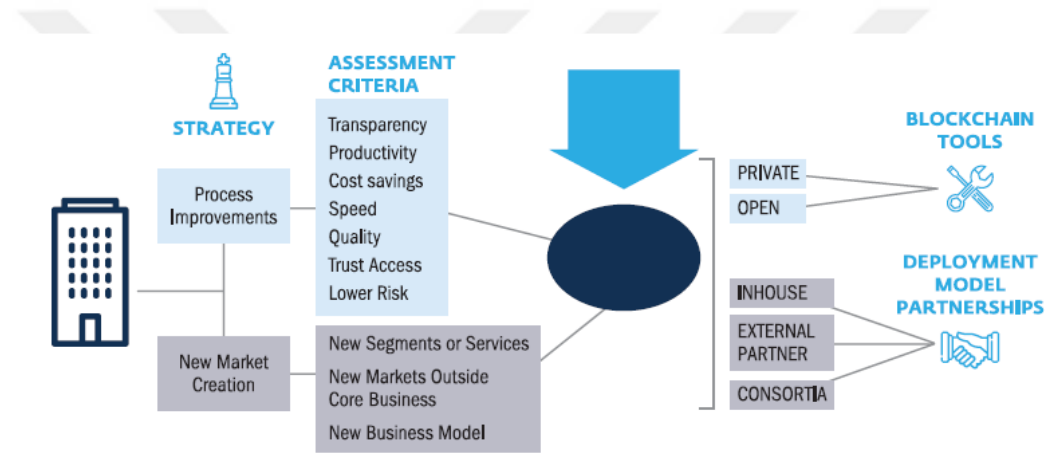 STRATEGY
Process
Improvements
New Market
Creation
ASSESSMENT
CRITERIA
Transparency
Productivity
Cost savings
Speed
Quality
Trust Access
Lower Risk
New Segments or Services
New Markets Outside
Core Business
New Business Model
PRIVATE
OPEN
BLOCKCHAIN
TOOLS
INHOUSE
EXTERNAL
PARTNER
CONSORTIA
DEPLOYMENT
MODEL
PARTNERSHIPS